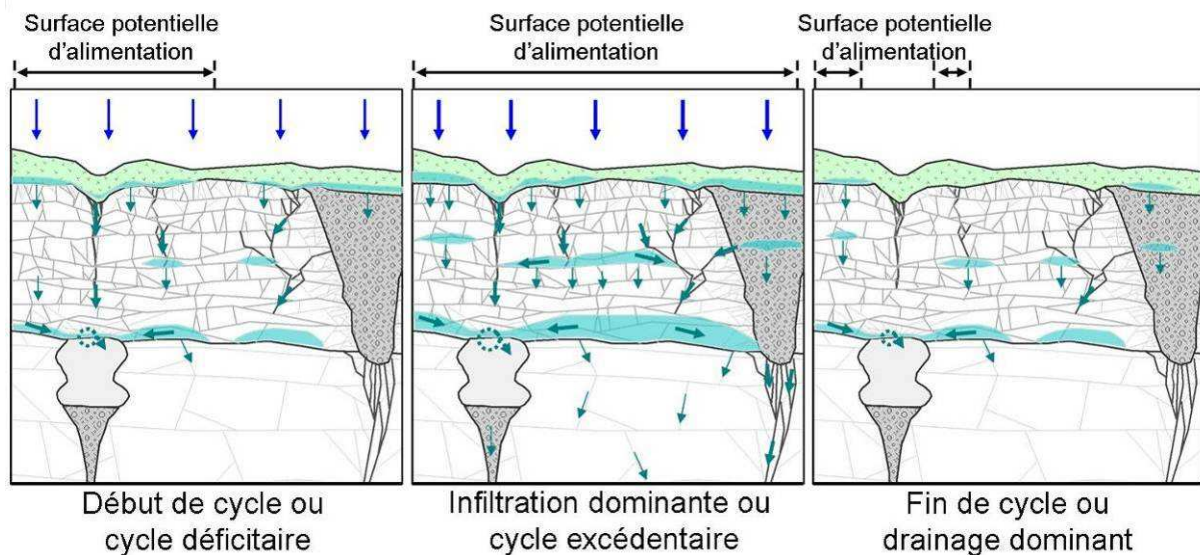 Surface potentielle
d'alimentation
Surface potentielle
d'alimentation
Surface potentielle
d'alimentation
Début de cycle ou
cycle déficitaire
Infiltration dominante ou
cycle excédentaire
Fin de cycle ou
drainage dominant